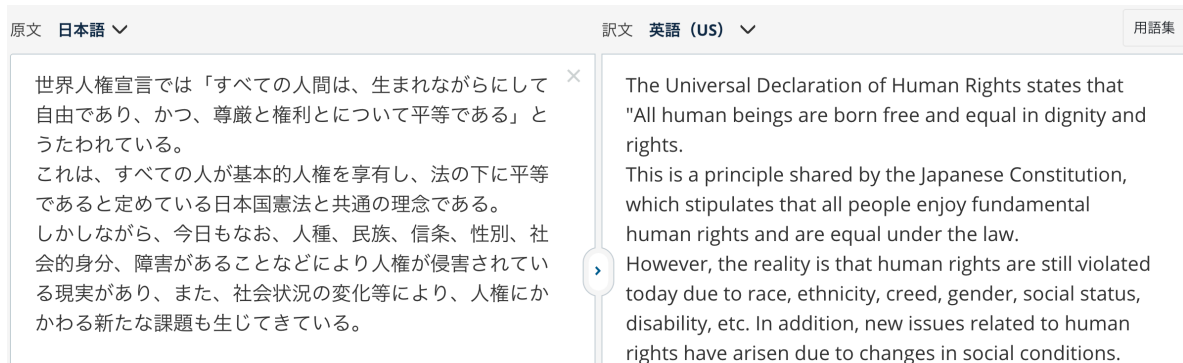 原文 日本語
訳文 英語（US）
用語集
世界人権宣言では「すべての人間は、生まれながらにして
自由であり、かつ、尊厳と権利とについて平等である」と
うたわれている。
これは、すべての人が基本的人権を享有し、法の下に平等
であると定めている日本国憲法と共通の理念である。
しかしながら、今日もなお、人種、民族、信条、性別、社
会的身分、障害があることなどにより人権が侵害されてい
る現実があり、また、社会状況の変化等により、人権にか
かわる新たな課題も生じてきている。
The Universal Declaration of Human Rights states that
"All human beings are born free and equal in dignity and
rights.
This is a principle shared by the Japanese Constitution,
which stipulates that all people enjoy fundamental
human rights and are equal under the law.
However, the reality is that human rights are still violated
today due to race, ethnicity, creed, gender, social status,
disability, etc. In addition, new issues related to human
rights have arisen due to changes in social conditions.